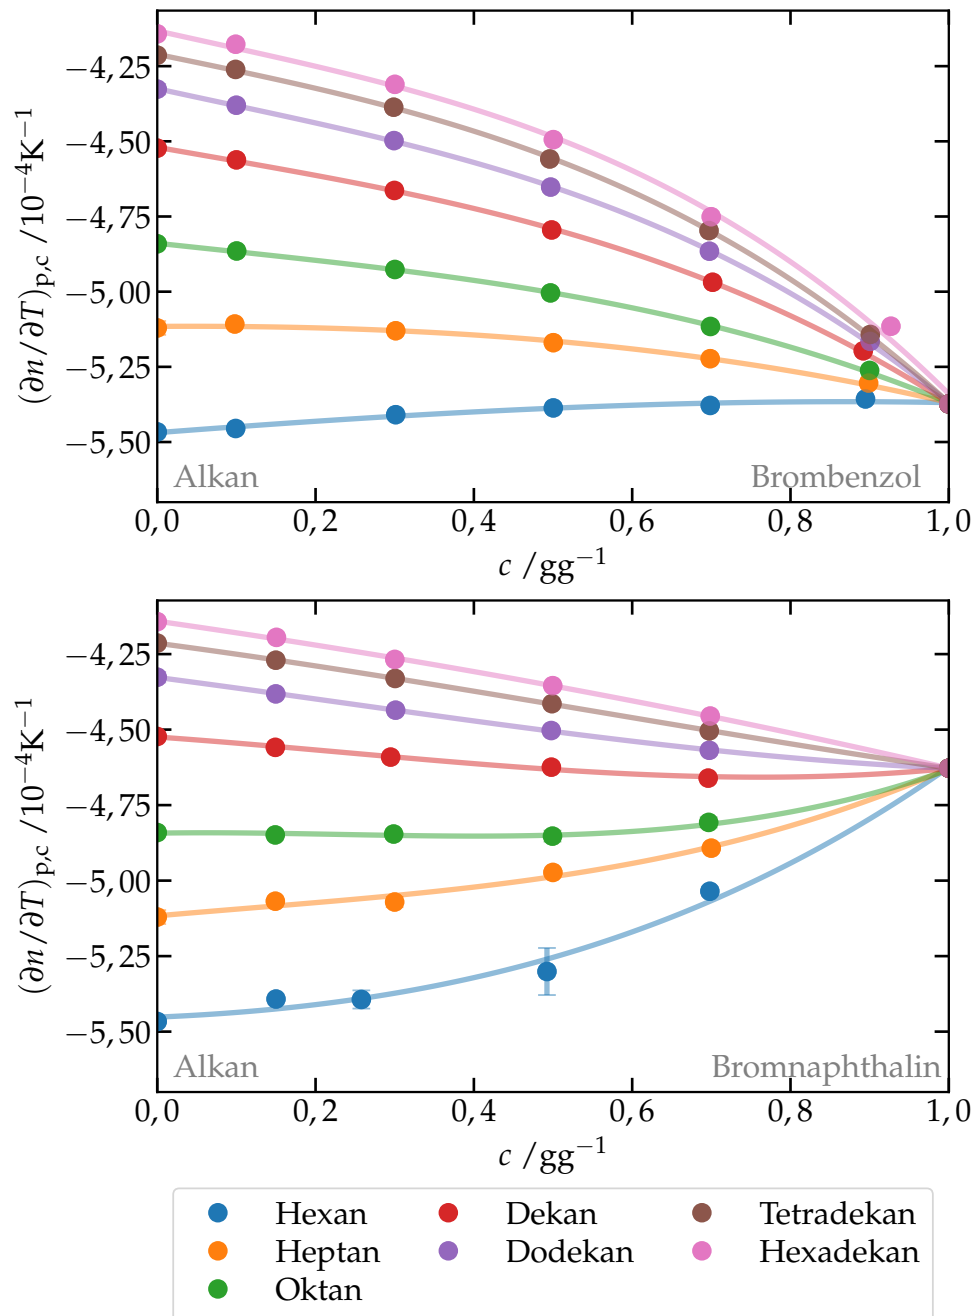 (∂n/∂T)p,c /10⁻⁴K⁻¹
−4,25
−4,50
−4,75
−5,00
−5,25
−5,50
Alkan Brombenzol
0,0 0,2 0,4 0,6 0,8 1,0
c /gg⁻¹
(∂n/∂T)p,c /10⁻⁴K⁻¹
−4,25
−4,50
−4,75
−5,00
−5,25
−5,50
Alkan Bromnaphthalin
0,0 0,2 0,4 0,6 0,8 1,0
c /gg⁻¹
Hexan Dekan Tetradekan
Heptan Dodekan Hexadekan
Oktan